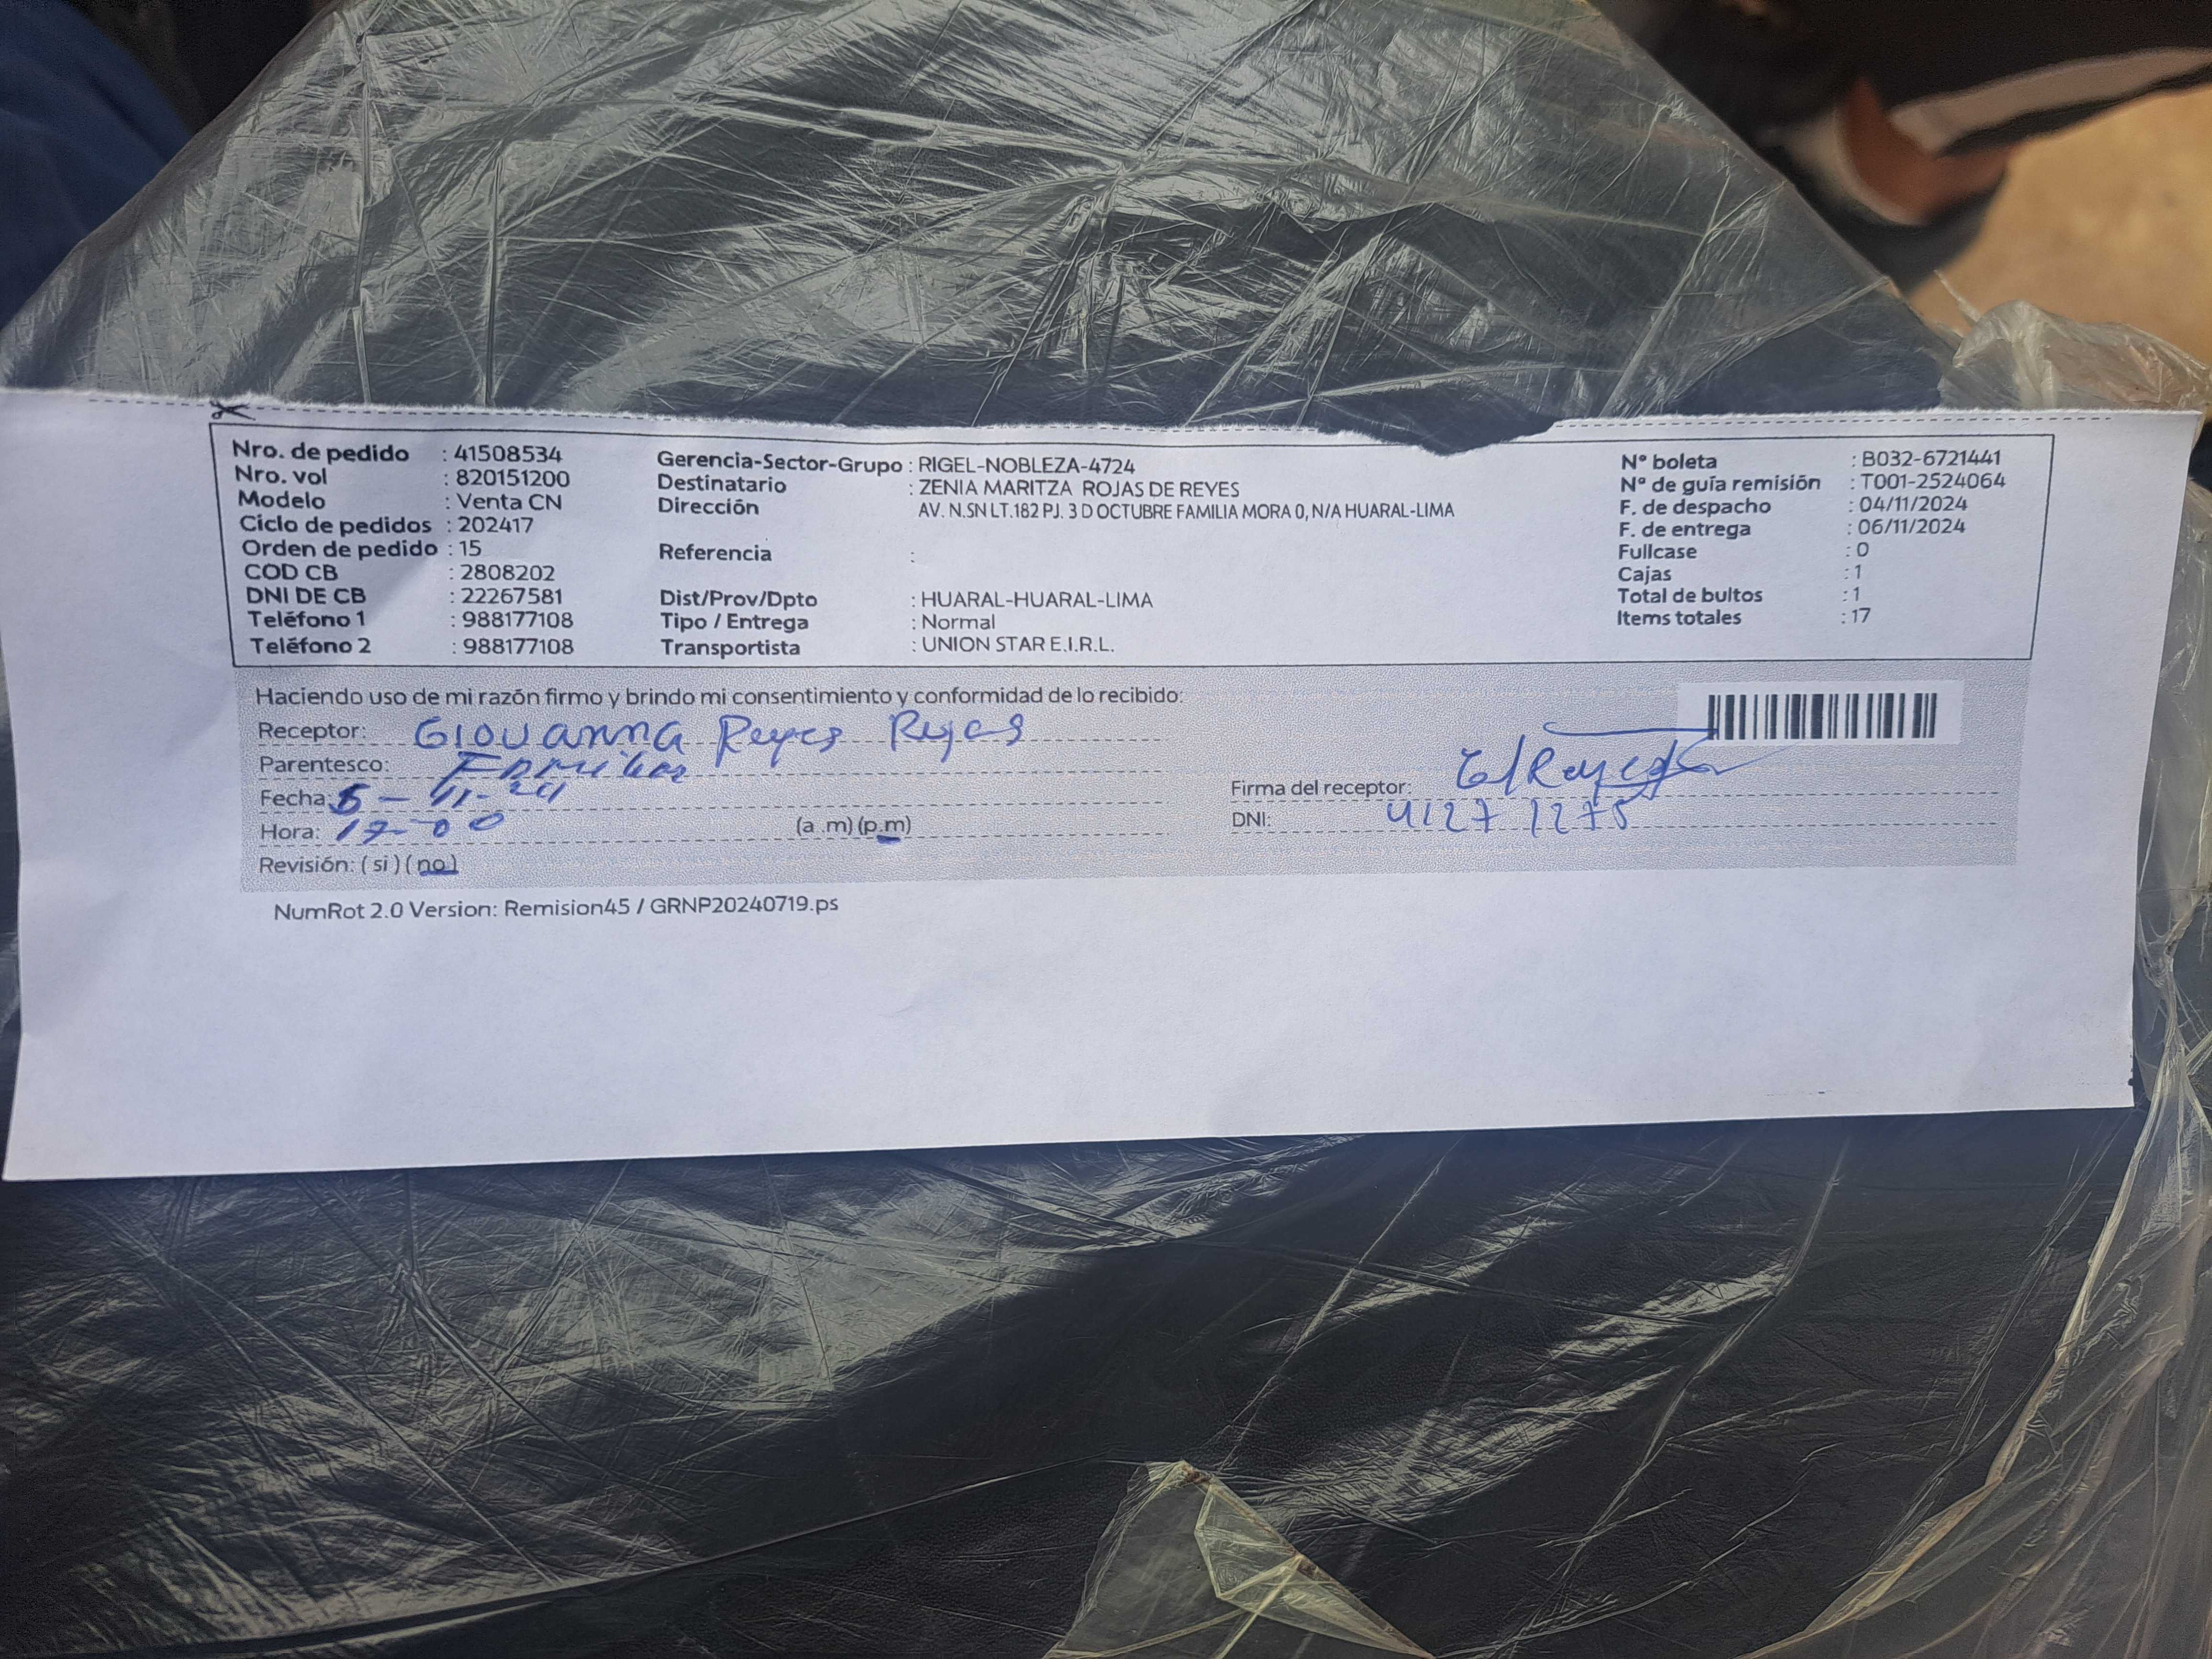 Nro. de pedido : 41508534
Nro. vol : 820151200
Modelo : Venta CN
Ciclo de pedidos : 202417
Orden de pedido : 15
COD CB : 2808202
DNI DE CB : 22267581
Teléfono 1 : 988177108
Teléfono 2 : 988177108
Gerencia-Sector-Grupo : RIGEL-NOBLEZA-4724
Destinatario : ZENIA MARITZA ROJAS DE REYES
Dirección AV. N.SN LT.182 PJ. 3 D OCTUBRE FAMILIA MORA 0, N/A HUARAL-LIMA
Referencia :
Dist/Prov/Dpto : HUARAL-HUARAL-LIMA
Tipo / Entrega : Normal
Transportista : UNION STAR E.I.R.L.
Nº boleta : B032-6721441
Nº de guía remisión : T001-2524064
F. de despacho : 04/11/2024
F. de entrega : 06/11/2024
Fullcase : 0
Cajas : 1
Total de bultos : 1
Items totales : 17
Haciendo uso de mi razón firmo y brindo mi consentimiento y conformidad de lo recibido:
Receptor: GIOVANNA Reyes Reyes
Parentesco: Familiar
Fecha: -11-24
Hora: -00 (a .m) (p.m)
Revisión: ( si ) ( no )
Firma del receptor: G/Reyes
DNI: 41271275
NumRot 2.0 Version: Remision45 / GRNP20240719.ps